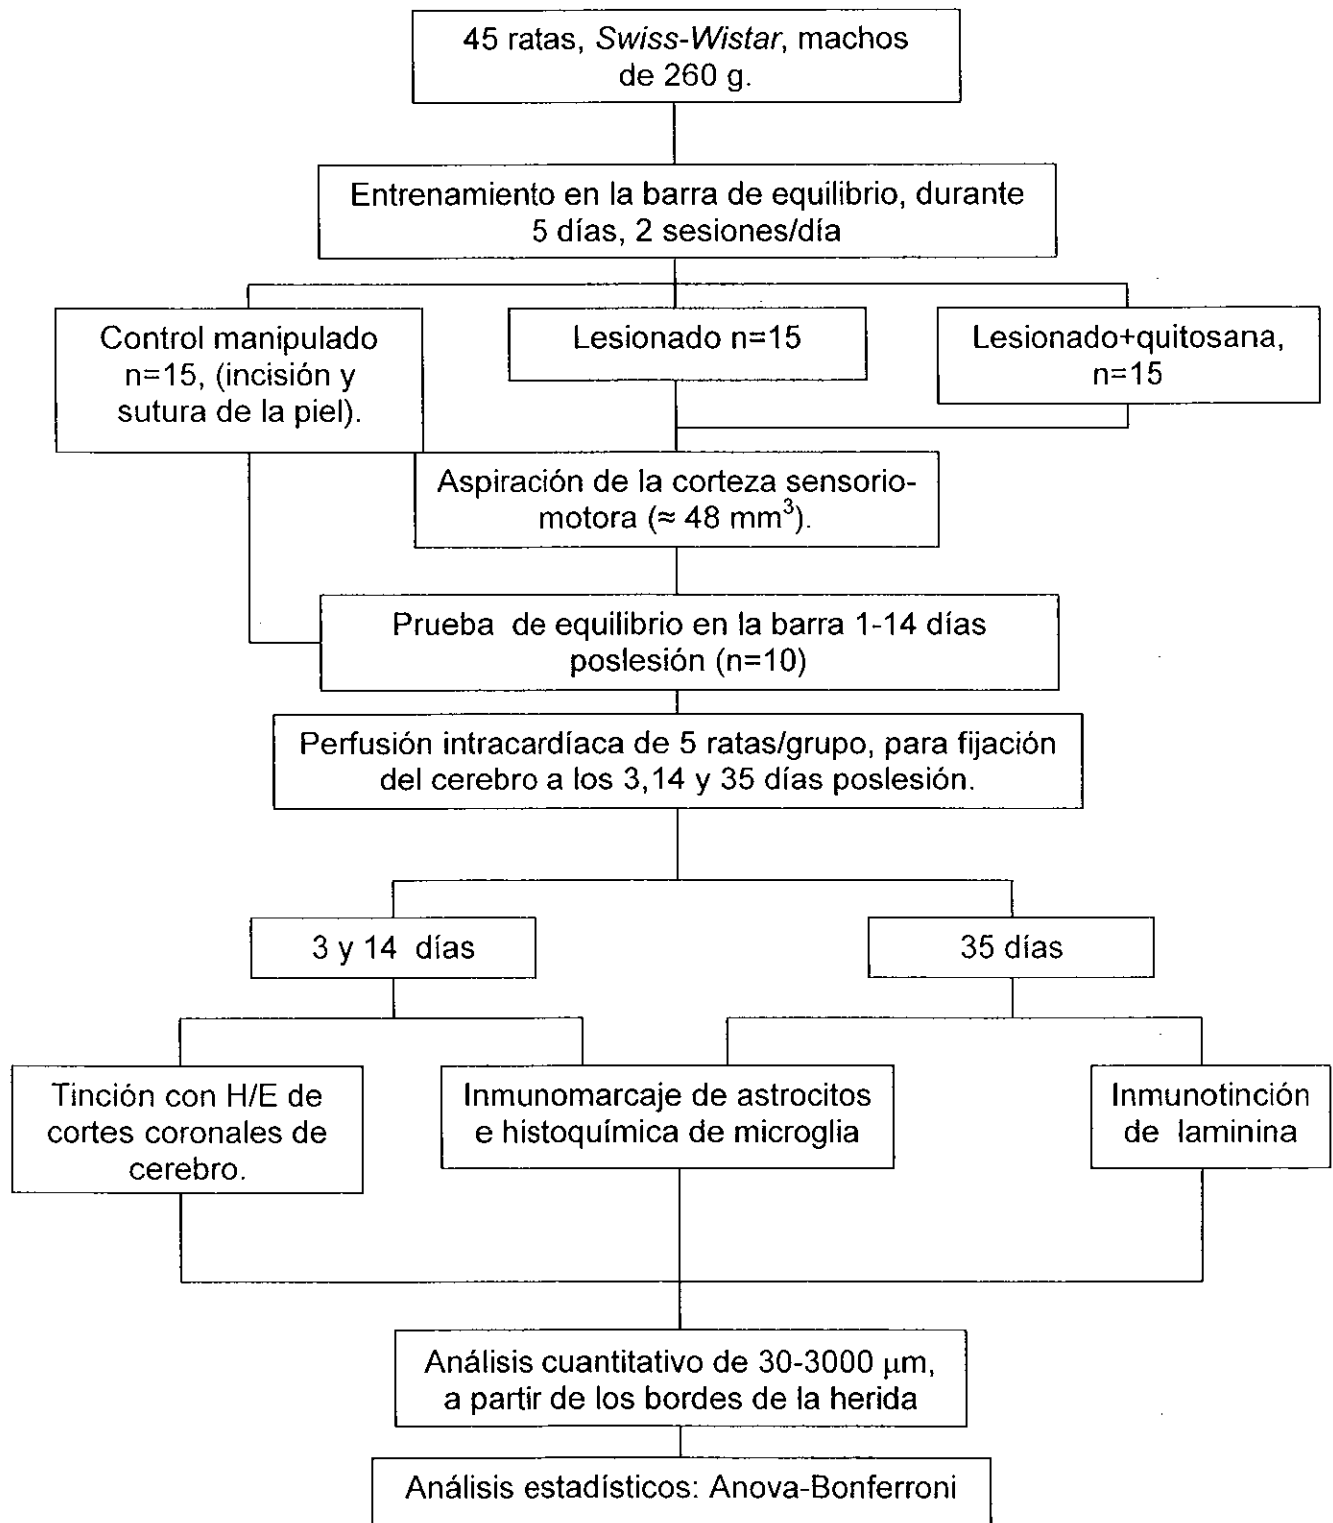 45 ratas, Swiss-Wistar, machos
de 260 g.
Entrenamiento en la barra de equilibrio, durante
5 días, 2 sesiones/día
Control manipulado
n=15, (incisión y
sutura de la piel).
Lesionado n=15
Lesionado+quitosana,
n=15
Aspiración de la corteza sensorio-
motora (≈ 48 mm³).
Prueba de equilibrio en la barra 1-14 días
poslesión (n=10)
Perfusión intracardíaca de 5 ratas/grupo, para fijación
del cerebro a los 3,14 y 35 días poslesión.
3 y 14 días
35 días
Tinción con H/E de
cortes coronales de
cerebro.
Inmunomarcaje de astrocitos
e histoquímica de microglia
Inmunotinción
de laminina
Análisis cuantitativo de 30-3000 µm,
a partir de los bordes de la herida
Análisis estadísticos: Anova-Bonferroni